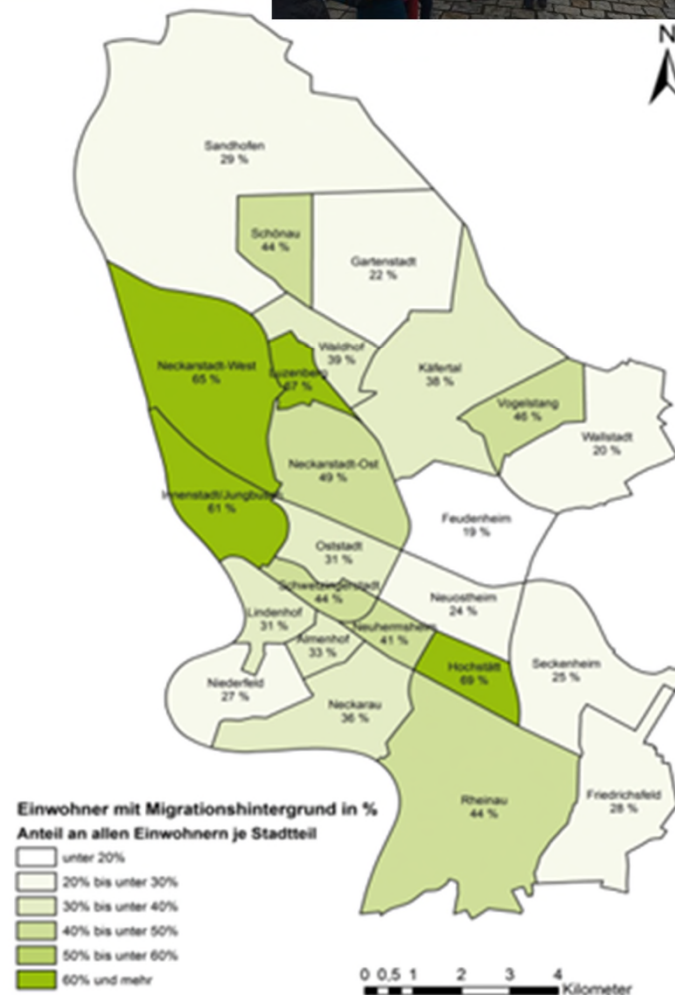 N
Sandhofen
29 %
Schönau
44 %
Gartenstadt
22 %
Waldhof
39 %
Käfertal
38 %
Neckarstadt-West
65 %
Luzenberg
67 %
Vogelstang
46 %
Wallstadt
20 %
Neckarstadt-Ost
49 %
Innenstadt/Jungbusch
61 %
Feudenheim
19 %
Oststadt
31 %
Schwetzingerstadt
44 %
Neuostheim
24 %
Lindenhof
31 %
Neuhermsheim
41 %
Almenhof
33 %
Hochstätt
69 %
Seckenheim
25 %
Niederfeld
27 %
Neckarau
36 %
Rheinau
44 %
Friedrichsfeld
28 %
Einwohner mit Migrationshintergrund in %
Anteil an allen Einwohnern je Stadtteil
unter 20%
20% bis unter 30%
30% bis unter 40%
40% bis unter 50%
50% bis unter 60%
60% und mehr
0 0,5 1 2 3 4
Kilometer